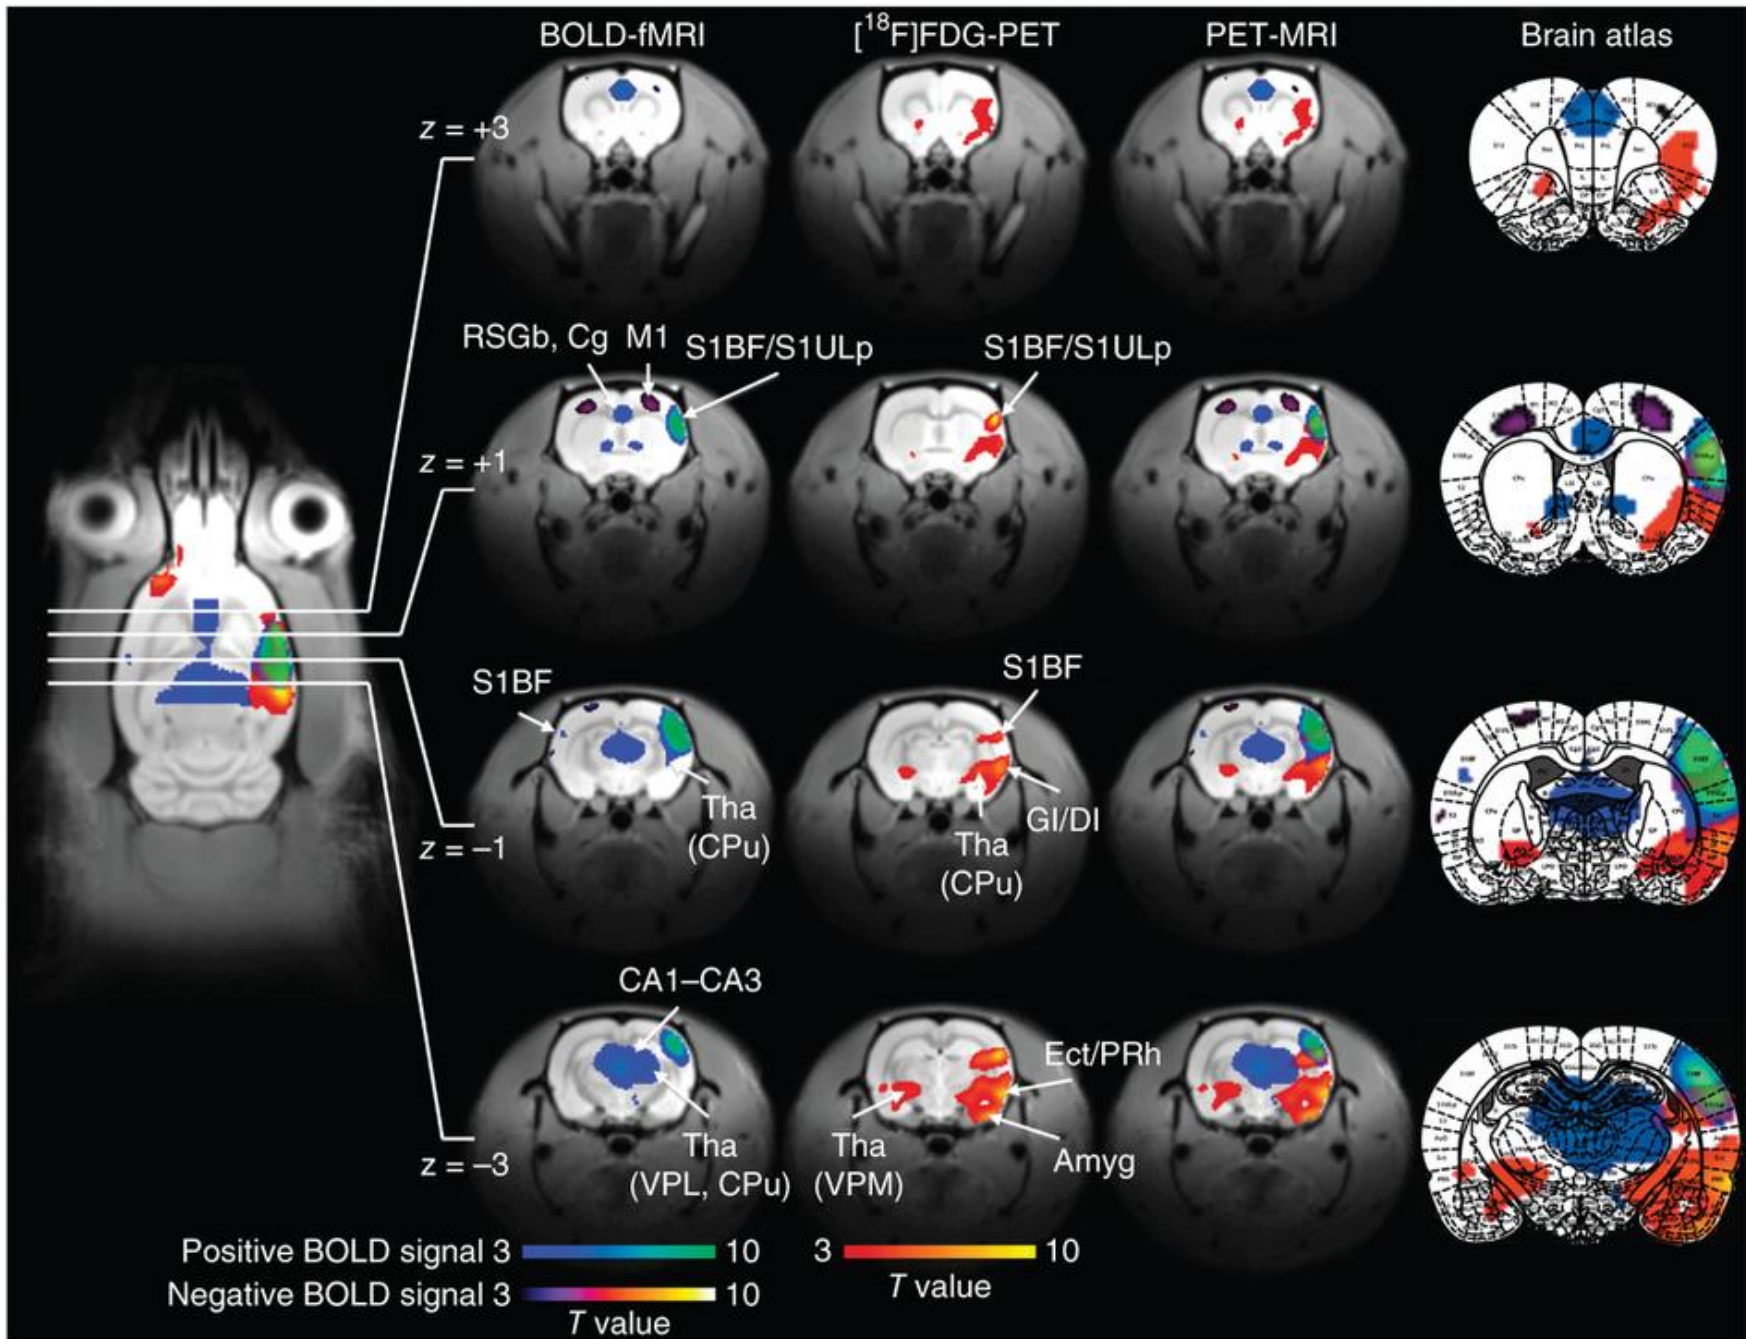 BOLD-fMRI
[¹⁸F]FDG-PET
PET-MRI
Brain atlas
z = +3
RSGb, Cg
M1
S1BF/S1ULp
S1BF/S1ULp
z = +1
S1BF
S1BF
Tha
(CPu)
GI/DI
Tha
(CPu)
z = −1
CA1–CA3
Ect/PRh
Amyg
Tha
(VPL, CPu)
Tha
(VPM)
z = −3
Positive BOLD signal 3
10
3
10
T value
Negative BOLD signal 3
10
T value